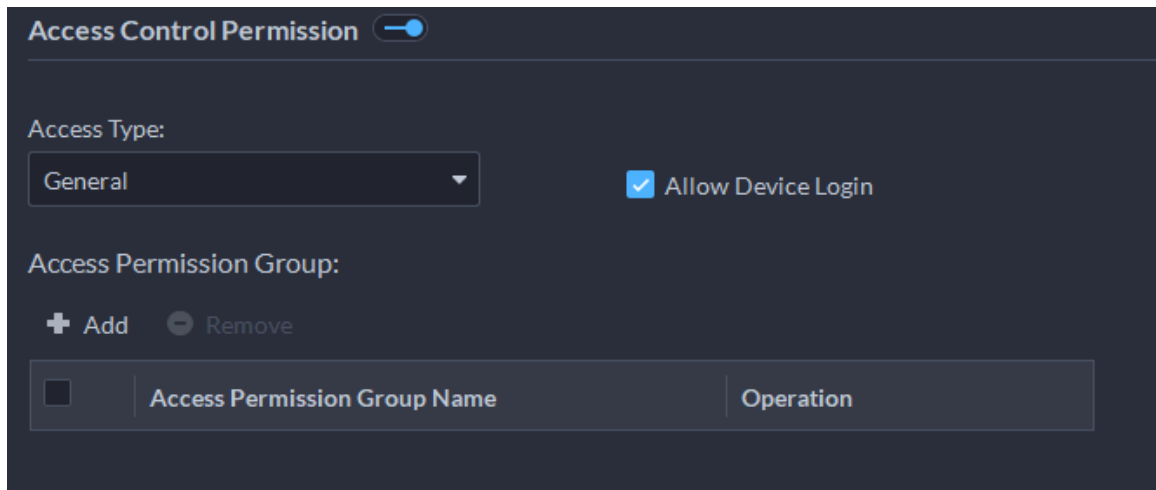 Access Control Permission
Access Type:
General
Allow Device Login
Access Permission Group:
Add Remove
Access Permission Group Name Operation